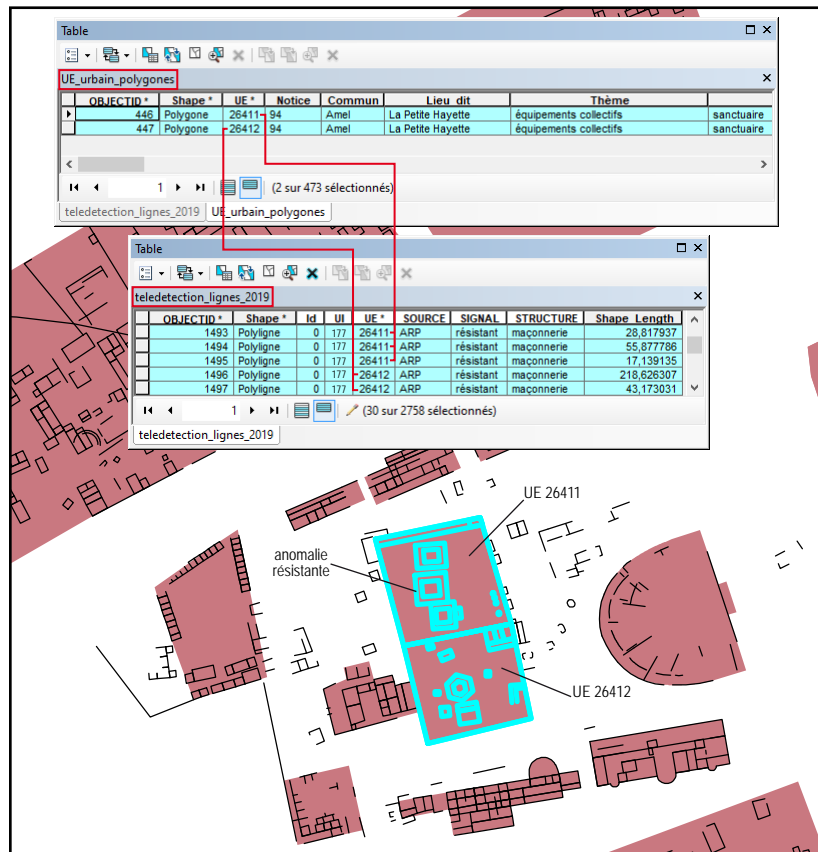 Table
UE_urbain_polygones
OBJECTID * Shape * UE * Notice Commun Lieu_dit Thème
446 Polygone 26411 94 Amel La Petite Hayette équipements collectifs sanctuaire
447 Polygone 26412 94 Amel La Petite Hayette équipements collectifs sanctuaire
1 (2 sur 473 sélectionnés)
teledetection_lignes_2019 UE_urbain_polygones
Table
teledetection_lignes_2019
OBJECTID * Shape * Id UI UE * SOURCE SIGNAL STRUCTURE Shape_Length
1493 Polyligne 0 177 26411 ARP résistant maçonnerie 28,817937
1494 Polyligne 0 177 26411 ARP résistant maçonnerie 55,877786
1495 Polyligne 0 177 26411 ARP résistant maçonnerie 17,139135
1496 Polyligne 0 177 26412 ARP résistant maçonnerie 218,626307
1497 Polyligne 0 177 26412 ARP résistant maçonnerie 43,173031
1 (30 sur 2758 sélectionnés)
teledetection_lignes_2019
UE 26411
anomalie
résistante
UE 26412